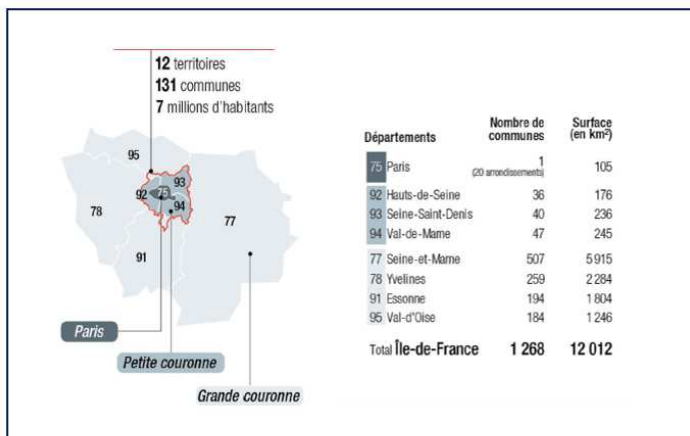 12 territoires
131 communes
7 millions d'habitants
95
93
92
75
94
78
77
91
Paris
Petite couronne
Grande couronne
Départements Nombre de communes Surface (en km²)
75 Paris 1 (20 arrondissements) 105
92 Hauts-de-Seine 36 176
93 Seine-Saint-Denis 40 236
94 Val-de-Marne 47 245
77 Seine-et-Marne 507 5 915
78 Yvelines 259 2 284
91 Essonne 194 1 804
95 Val-d'Oise 184 1 246
Total Île-de-France 1 268 12 012